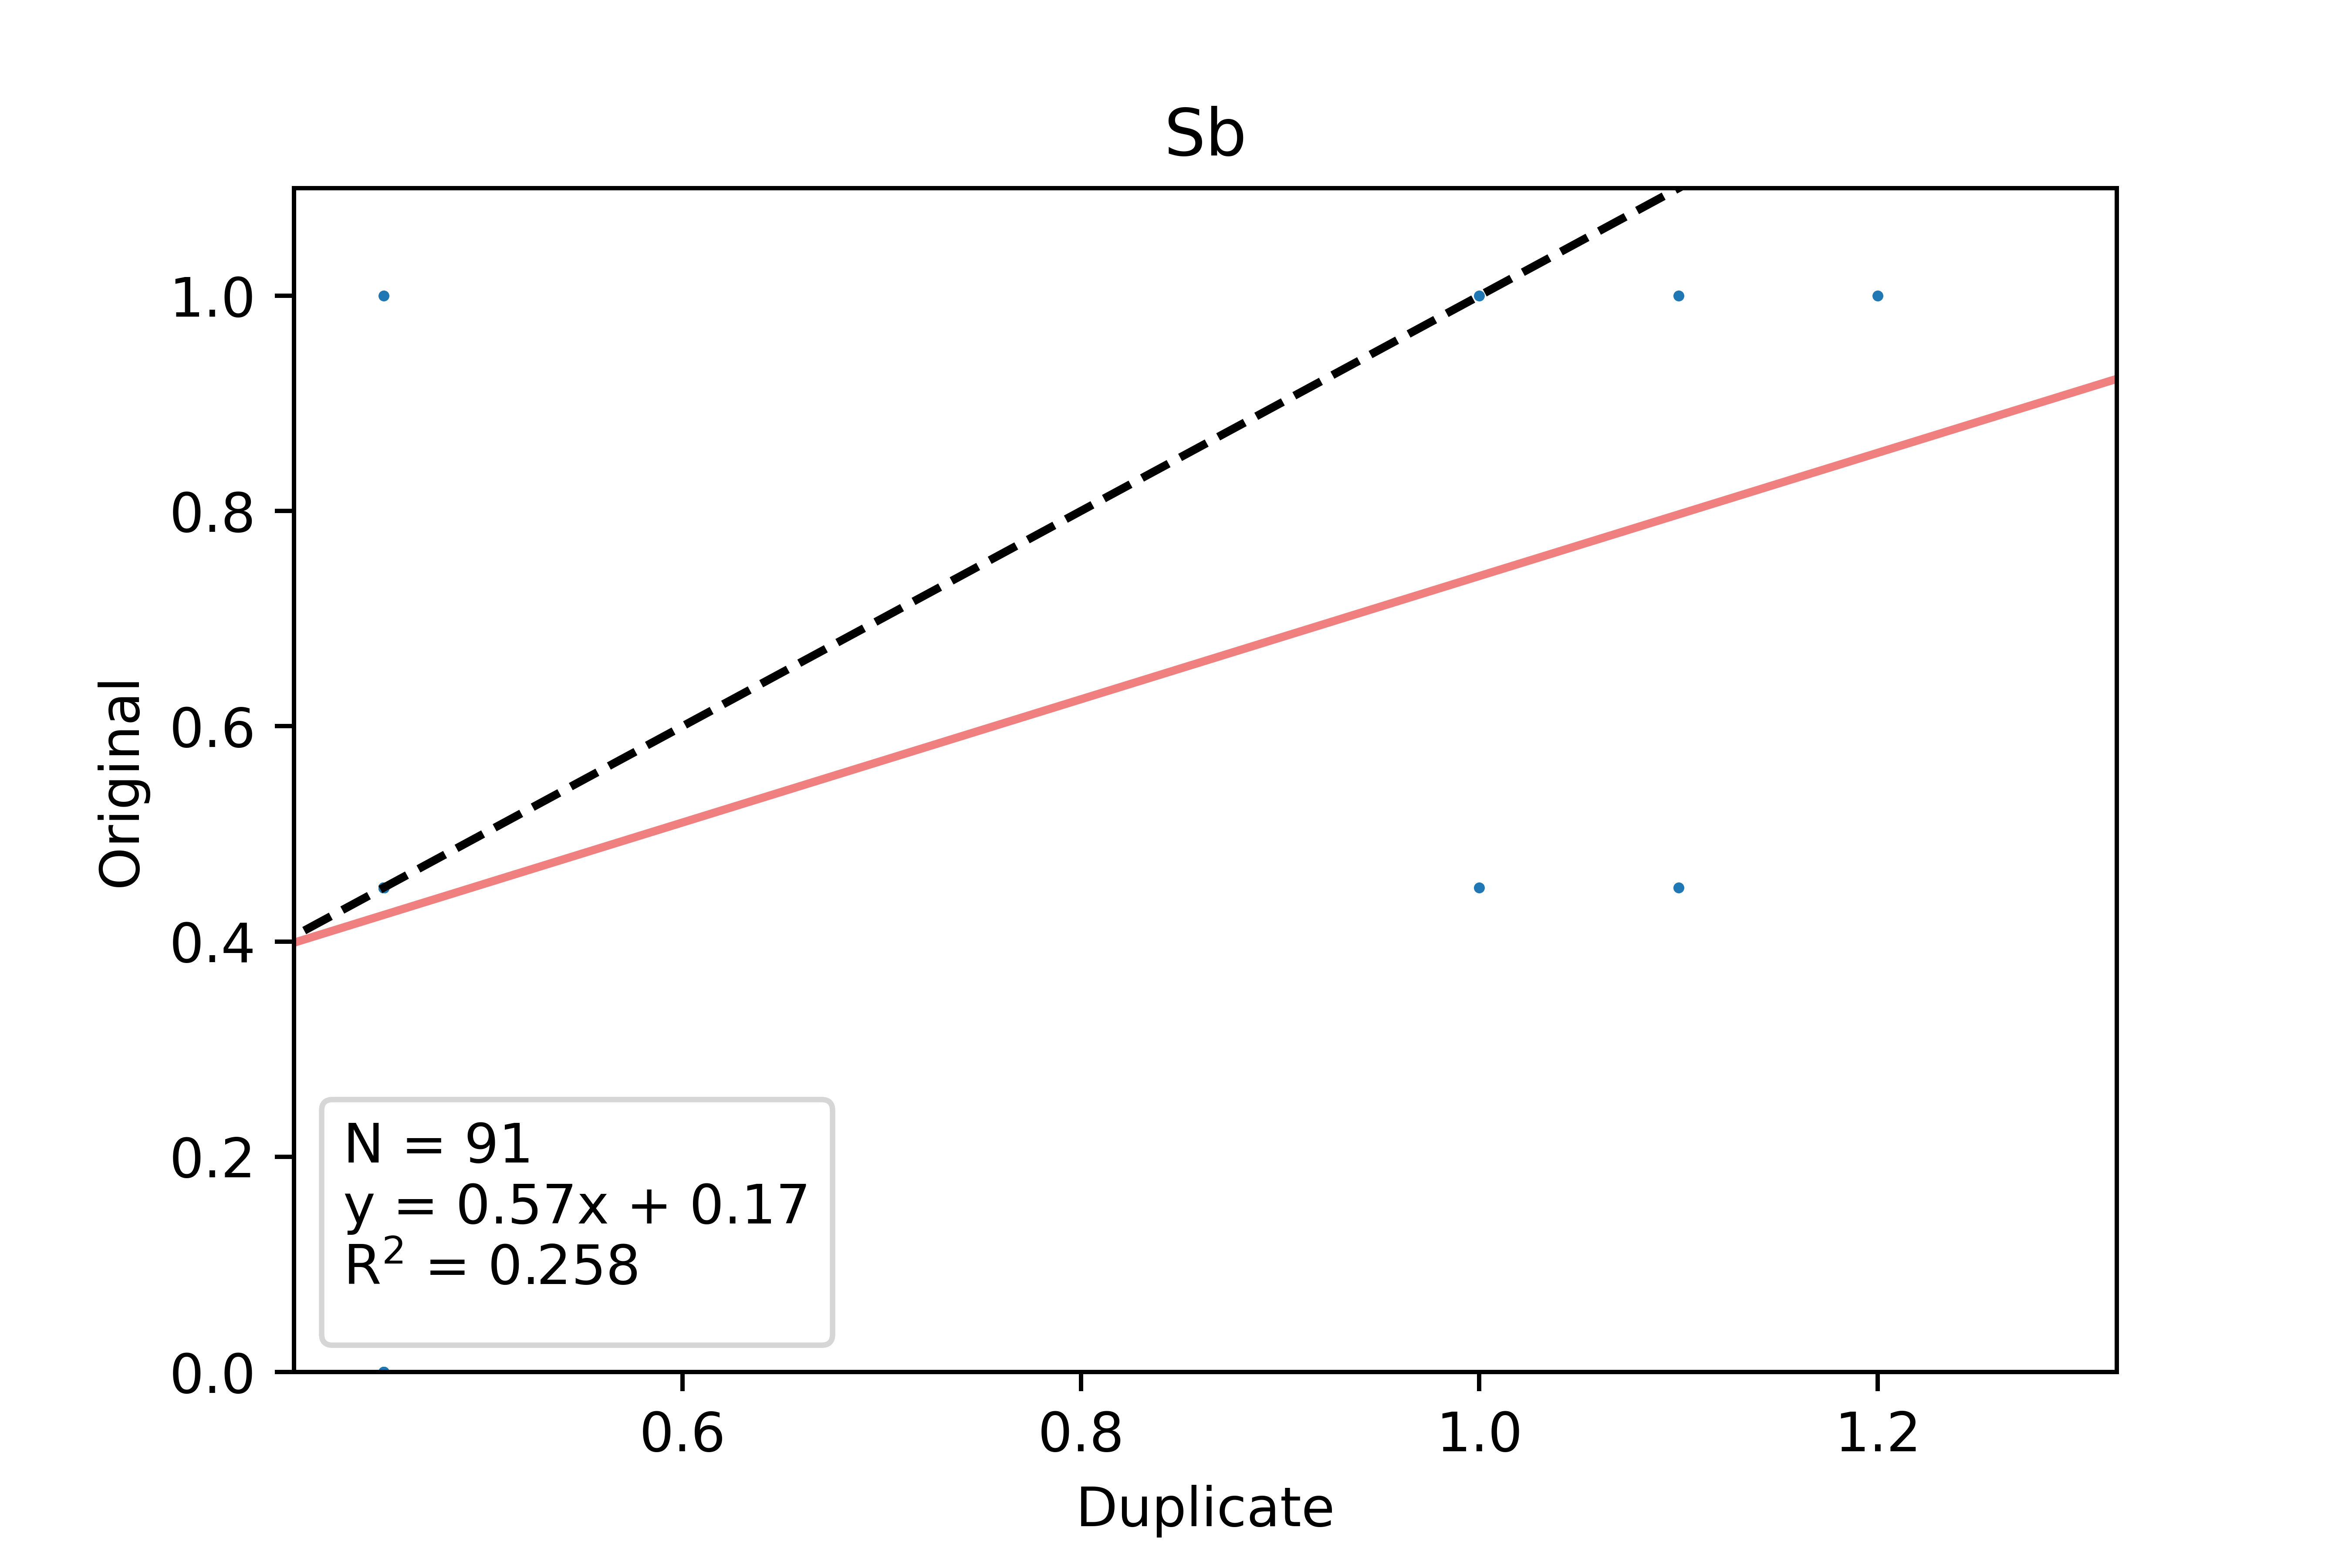 Sb
Original
1.0
0.8
0.6
0.4
0.2
0.0
N = 91
y = 0.57x + 0.17
R² = 0.258
0.6 0.8 1.0 1.2
Duplicate